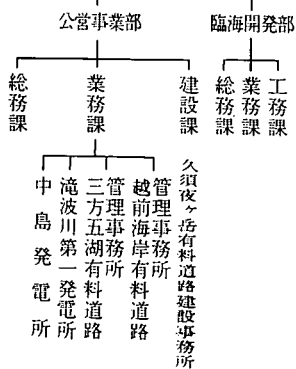 公営事業部
臨海開発部
総務課
業務課
建設課
総務課
業務課
工務課
中島発電所
滝波川第一発電所
三方五湖有料道路
管理事務所
越前海岸有料道路
管理事務所
久須夜ヶ岳有料道路建設事務所